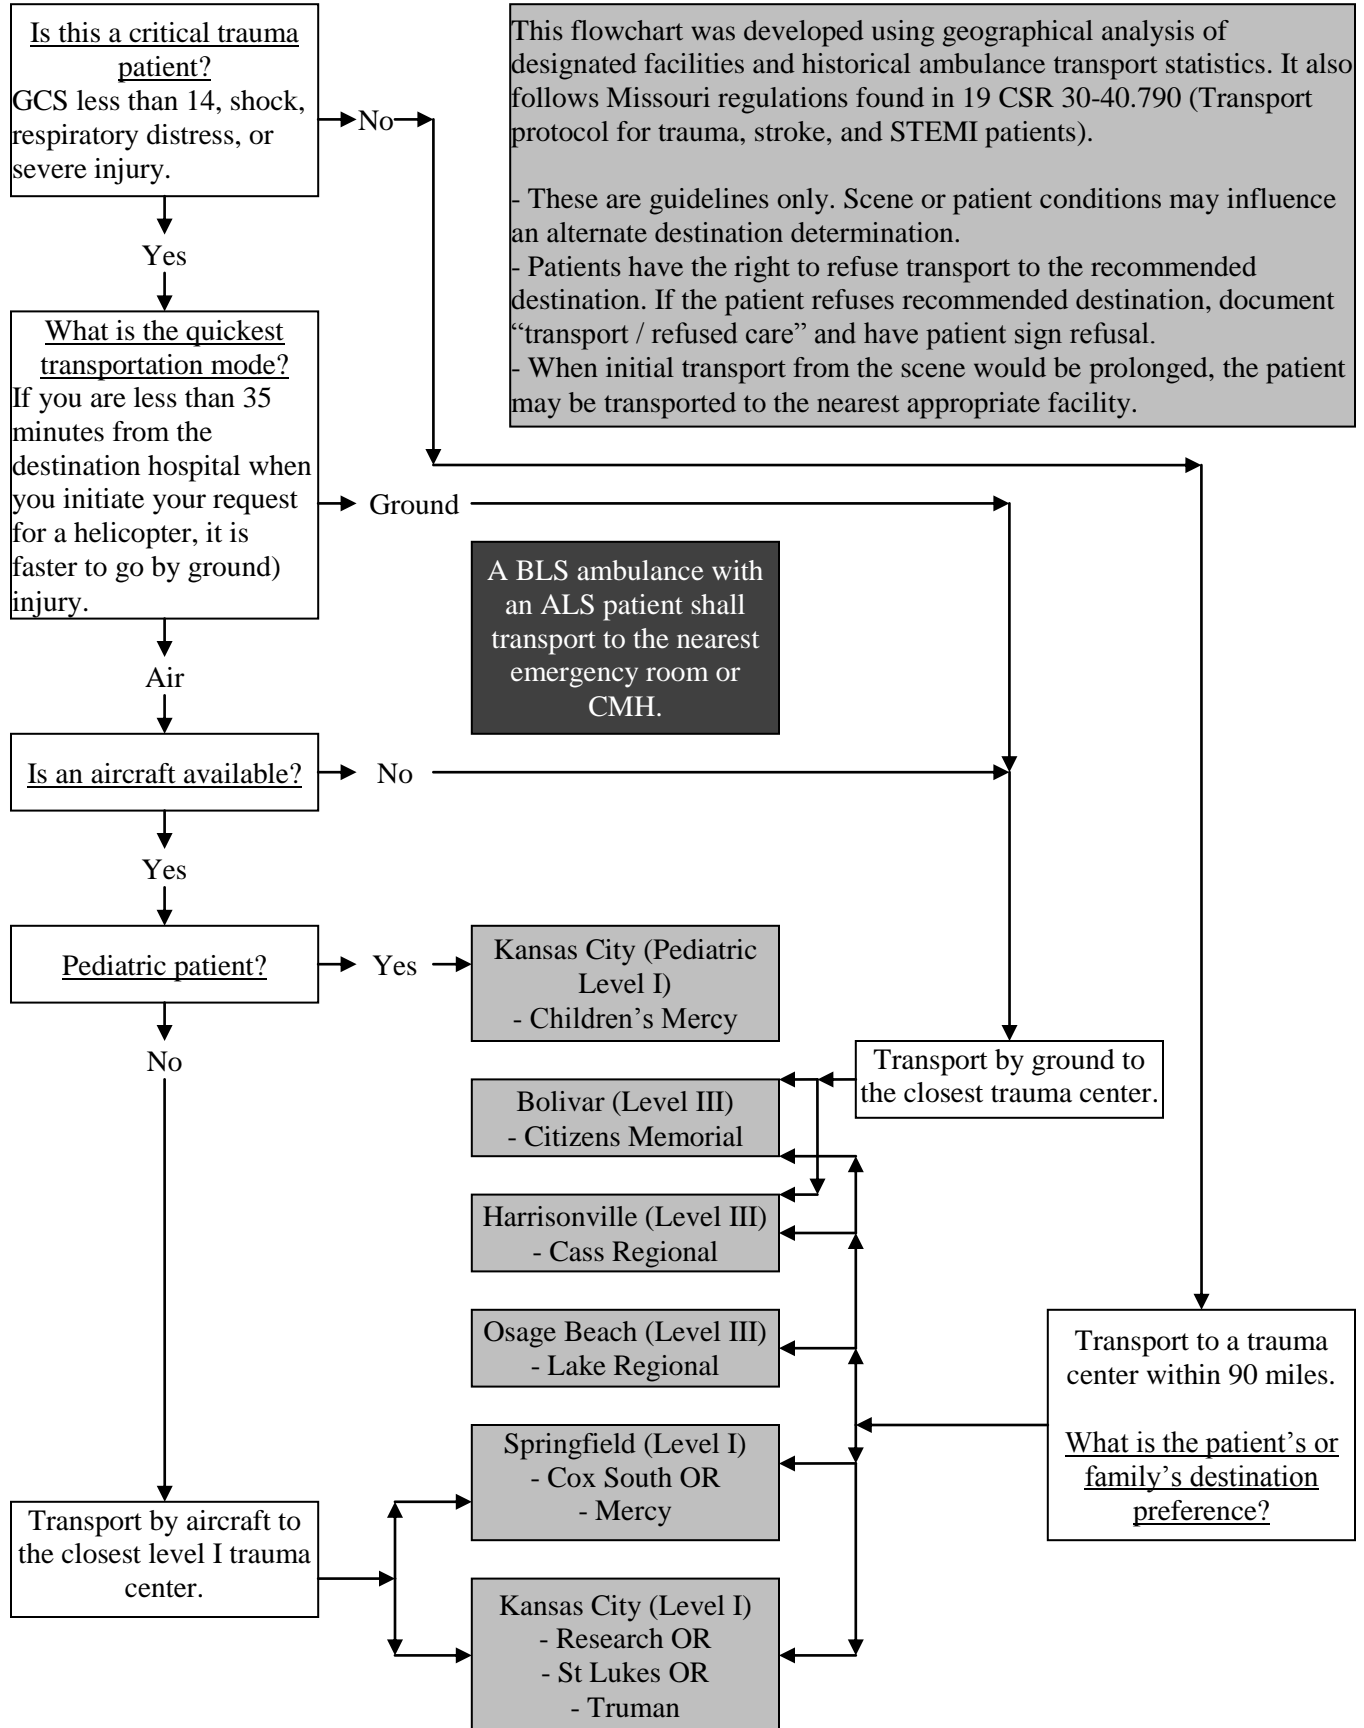 Is this a critical trauma
patient?
GCS less than 14, shock,
respiratory distress, or
severe injury.
No
This flowchart was developed using geographical analysis of
designated facilities and historical ambulance transport statistics. It also
follows Missouri regulations found in 19 CSR 30-40.790 (Transport
protocol for trauma, stroke, and STEMI patients).
- These are guidelines only. Scene or patient conditions may influence
an alternate destination determination.
- Patients have the right to refuse transport to the recommended
destination. If the patient refuses recommended destination, document
“transport / refused care” and have patient sign refusal.
- When initial transport from the scene would be prolonged, the patient
may be transported to the nearest appropriate facility.
Yes
What is the quickest
transportation mode?
If you are less than 35
minutes from the
destination hospital when
you initiate your request
for a helicopter, it is
faster to go by ground)
injury.
Ground
A BLS ambulance with
an ALS patient shall
transport to the nearest
emergency room or
CMH.
Air
Is an aircraft available?
No
Yes
Pediatric patient?
Yes
Kansas City (Pediatric
Level I)
- Children’s Mercy
No
Transport by ground to
the closest trauma center.
Bolivar (Level III)
- Citizens Memorial
Harrisonville (Level III)
- Cass Regional
Osage Beach (Level III)
- Lake Regional
Transport to a trauma
center within 90 miles.
What is the patient’s or
family’s destination
preference?
Springfield (Level I)
- Cox South OR
- Mercy
Transport by aircraft to
the closest level I trauma
center.
Kansas City (Level I)
- Research OR
- St Lukes OR
- Truman